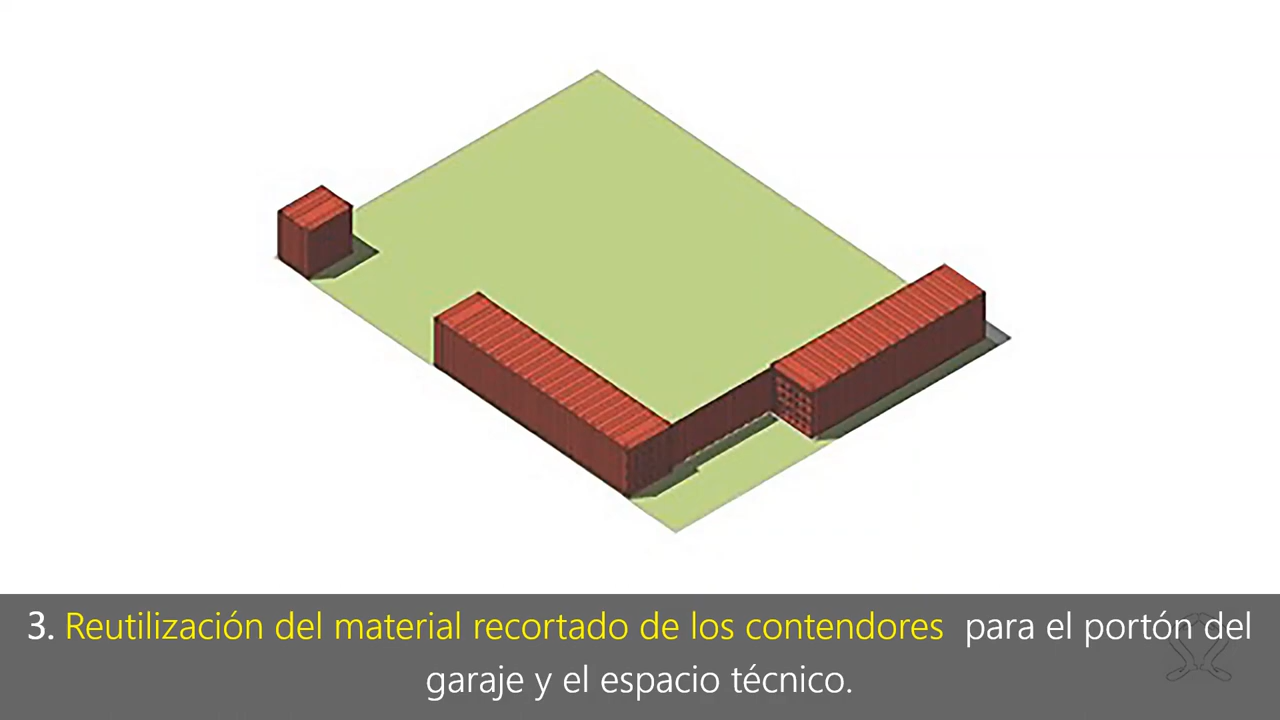 3. Reutilización del material recortado de los contendores para el portón del
garaje y el espacio técnico.